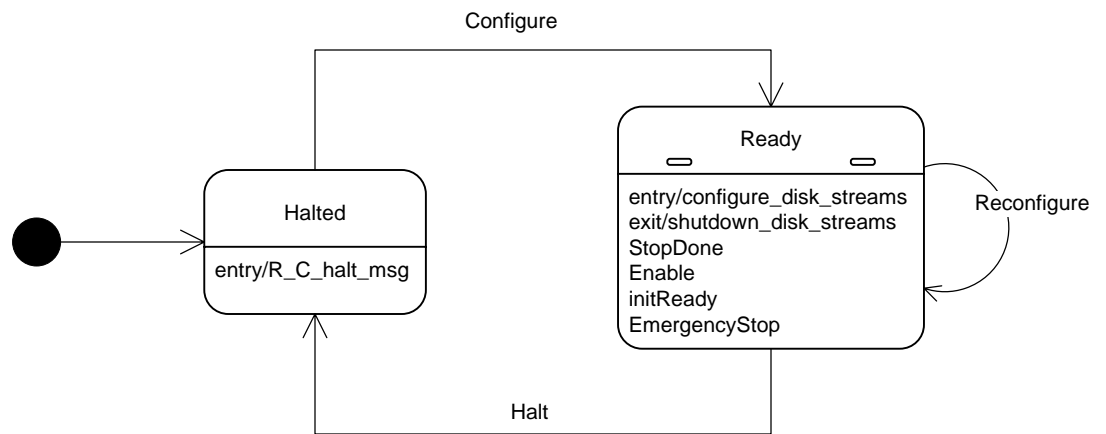 Configure
Ready
Halted
entry/R_C_halt_msg
entry/configure_disk_streams
exit/shutdown_disk_streams
StopDone
Enable
initReady
EmergencyStop
Reconfigure
Halt